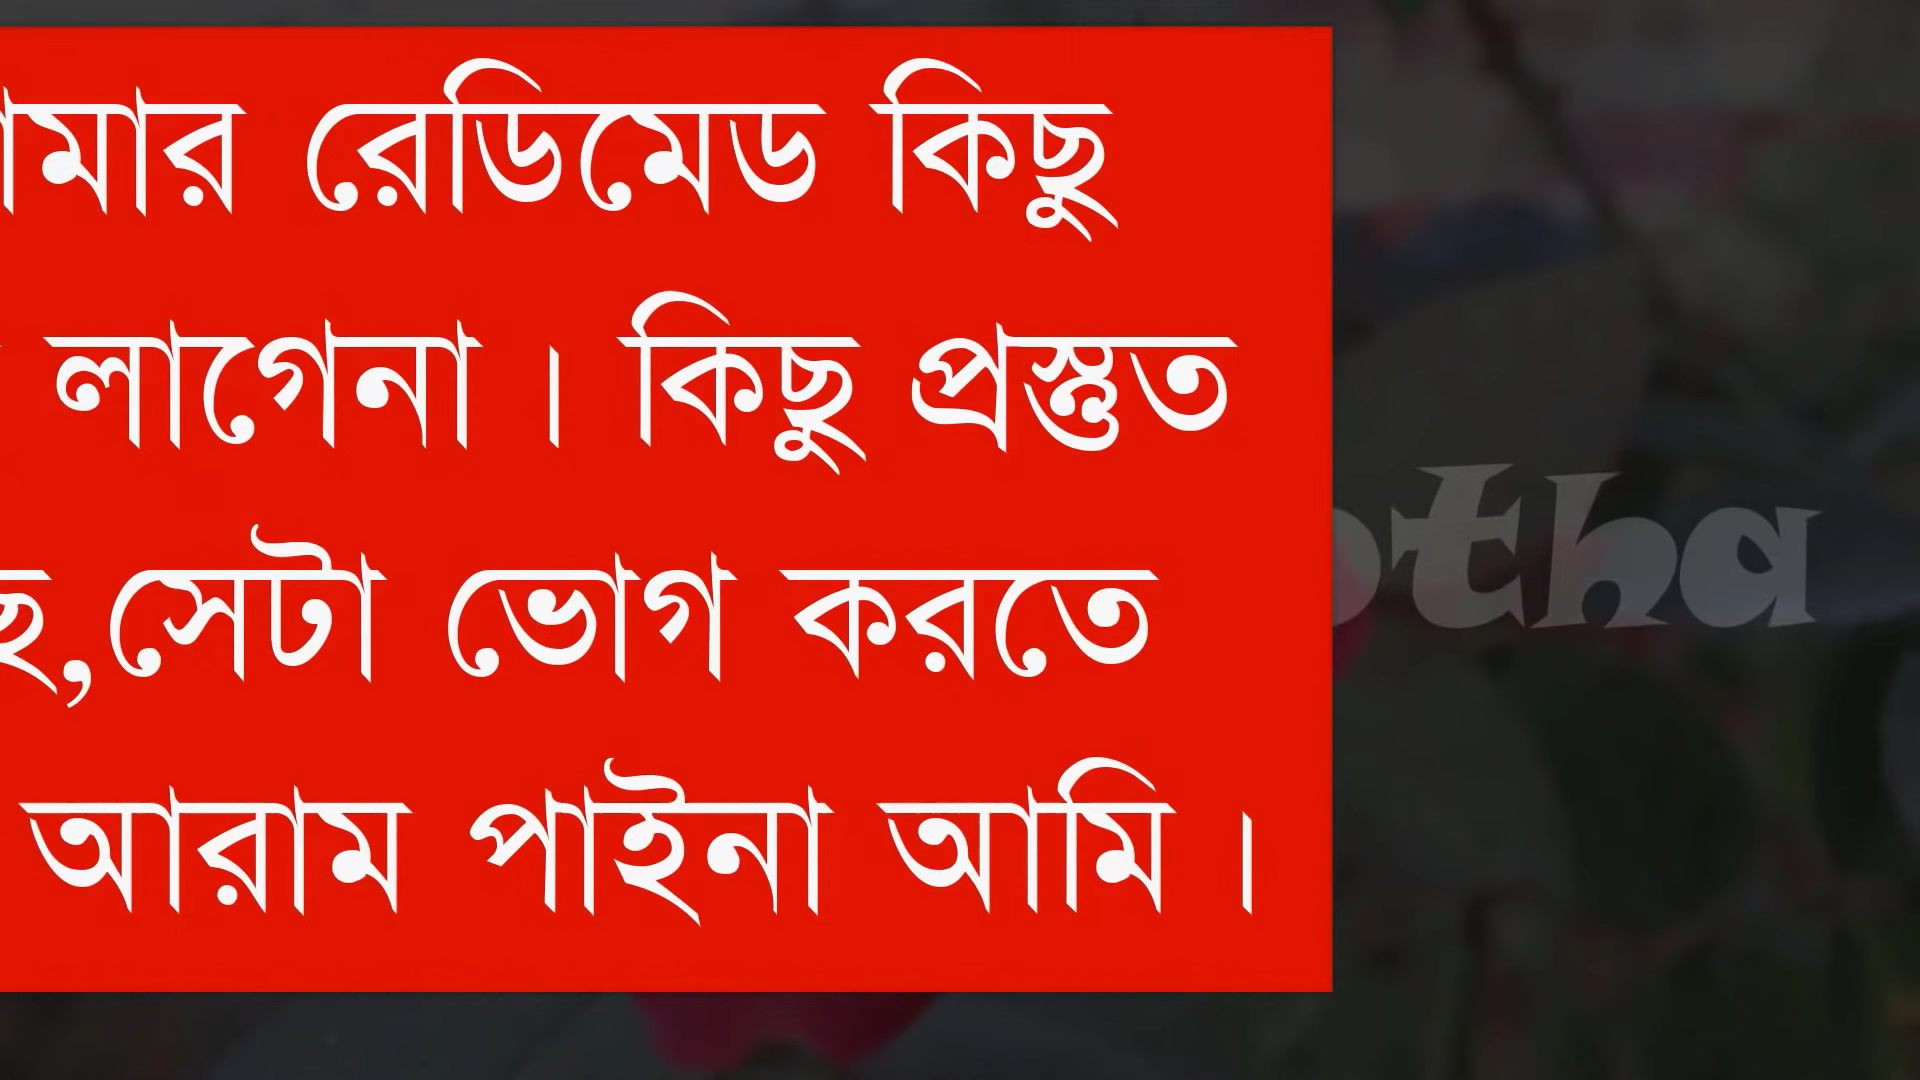 রেডিমেড কিছু
লাগেনা । কিছু প্রস্তুত
,সেটা ভোগ করতে
আরাম পাইনা আমি ।